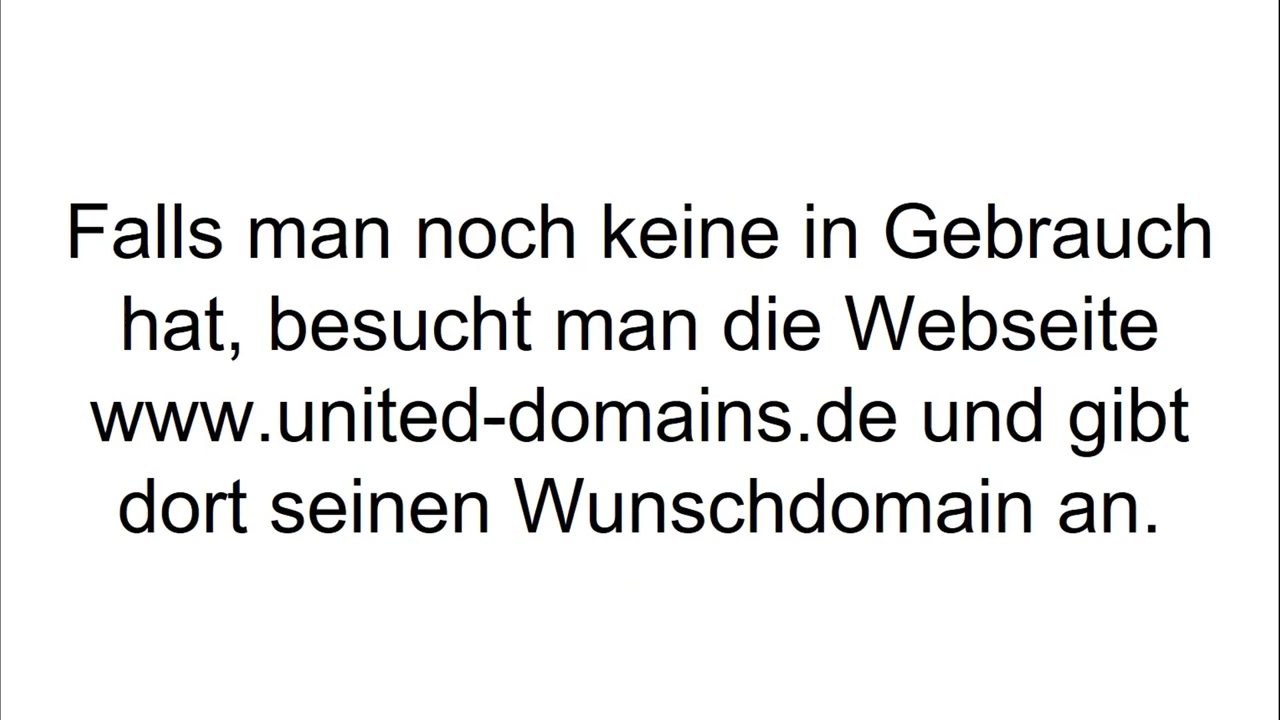 Falls man noch keine in Gebrauch
hat, besucht man die Webseite
www.united-domains.de und gibt
dort seinen Wunschdomain an.